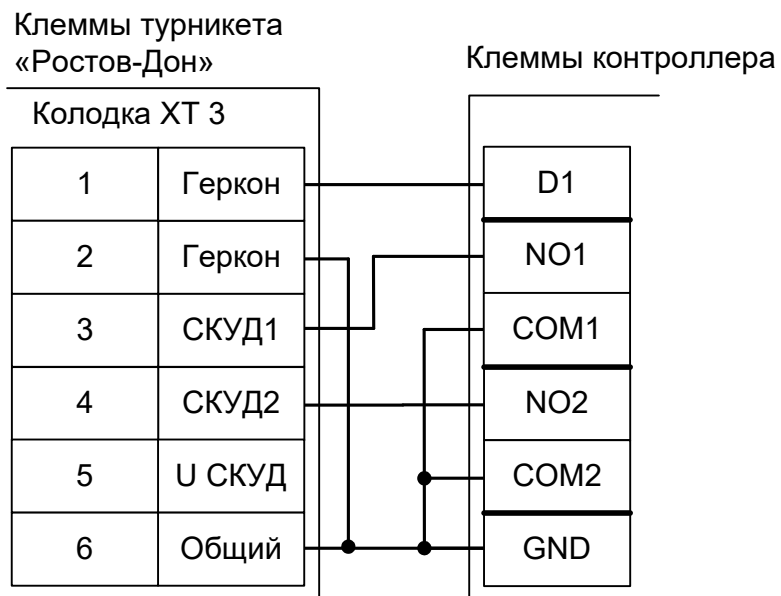 Клеммы турникета
«Ростов-Дон»
Клеммы контроллера
Колодка XT 3
1 Геркон D1
2 Геркон NO1
3 СКУД1 COM1
4 СКУД2 NO2
5 U СКУД COM2
6 Общий GND